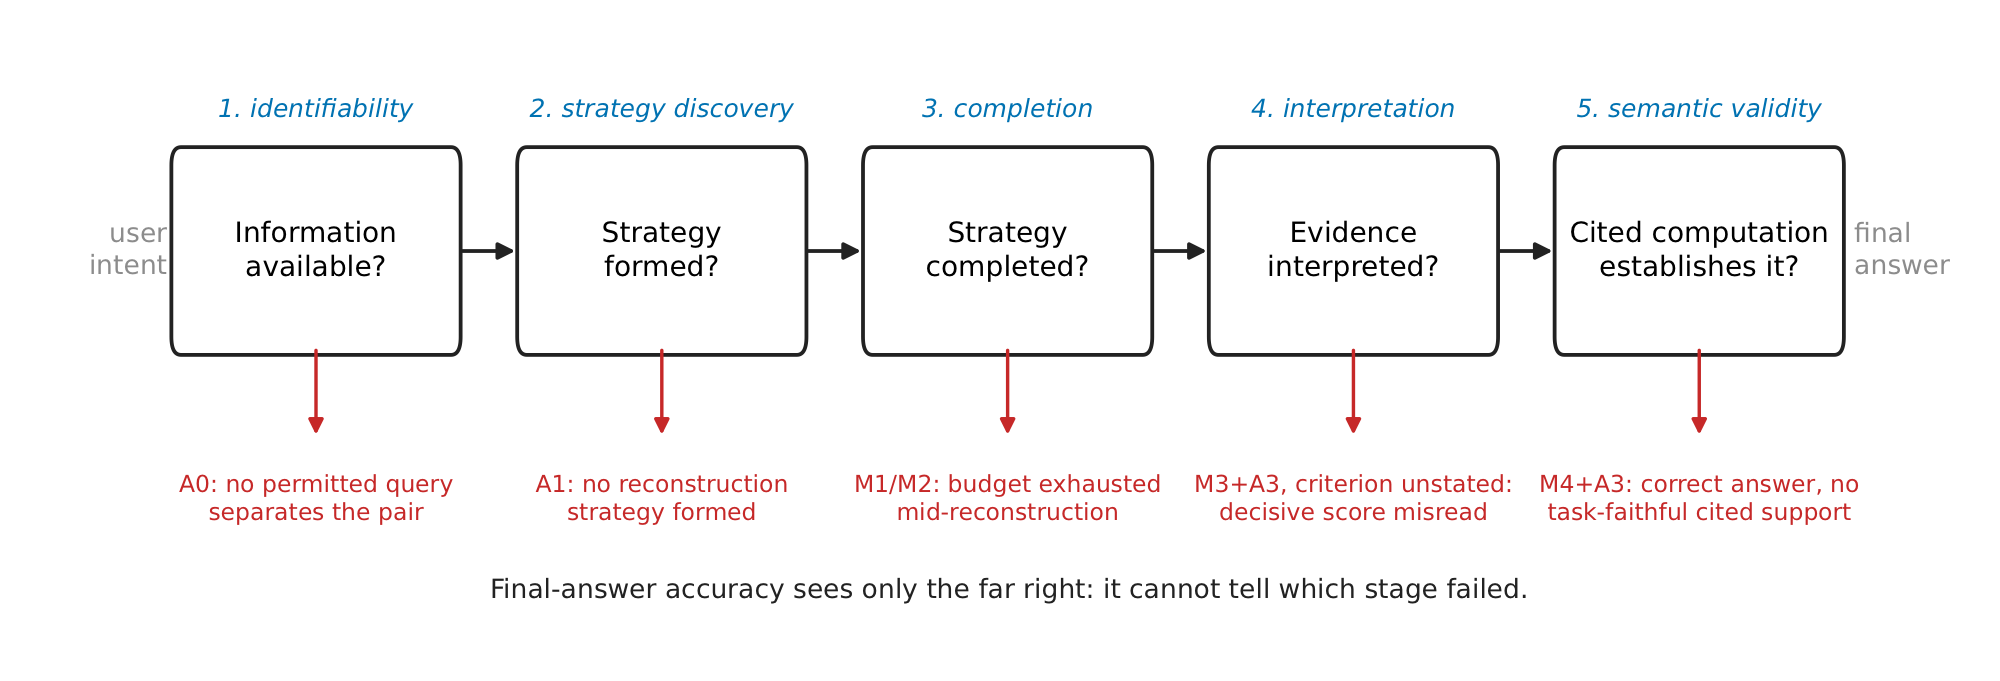 1. identifiability
2. strategy discovery
3. completion
4. interpretation
5. semantic validity
user
intent
Information
available?
Strategy
formed?
Strategy
completed?
Evidence
interpreted?
Cited computation
establishes it?
final
answer
A0: no permitted query
separates the pair
A1: no reconstruction
strategy formed
M1/M2: budget exhausted
mid-reconstruction
M3+A3, criterion unstated:
decisive score misread
M4+A3: correct answer, no
task-faithful cited support
Final-answer accuracy sees only the far right: it cannot tell which stage failed.